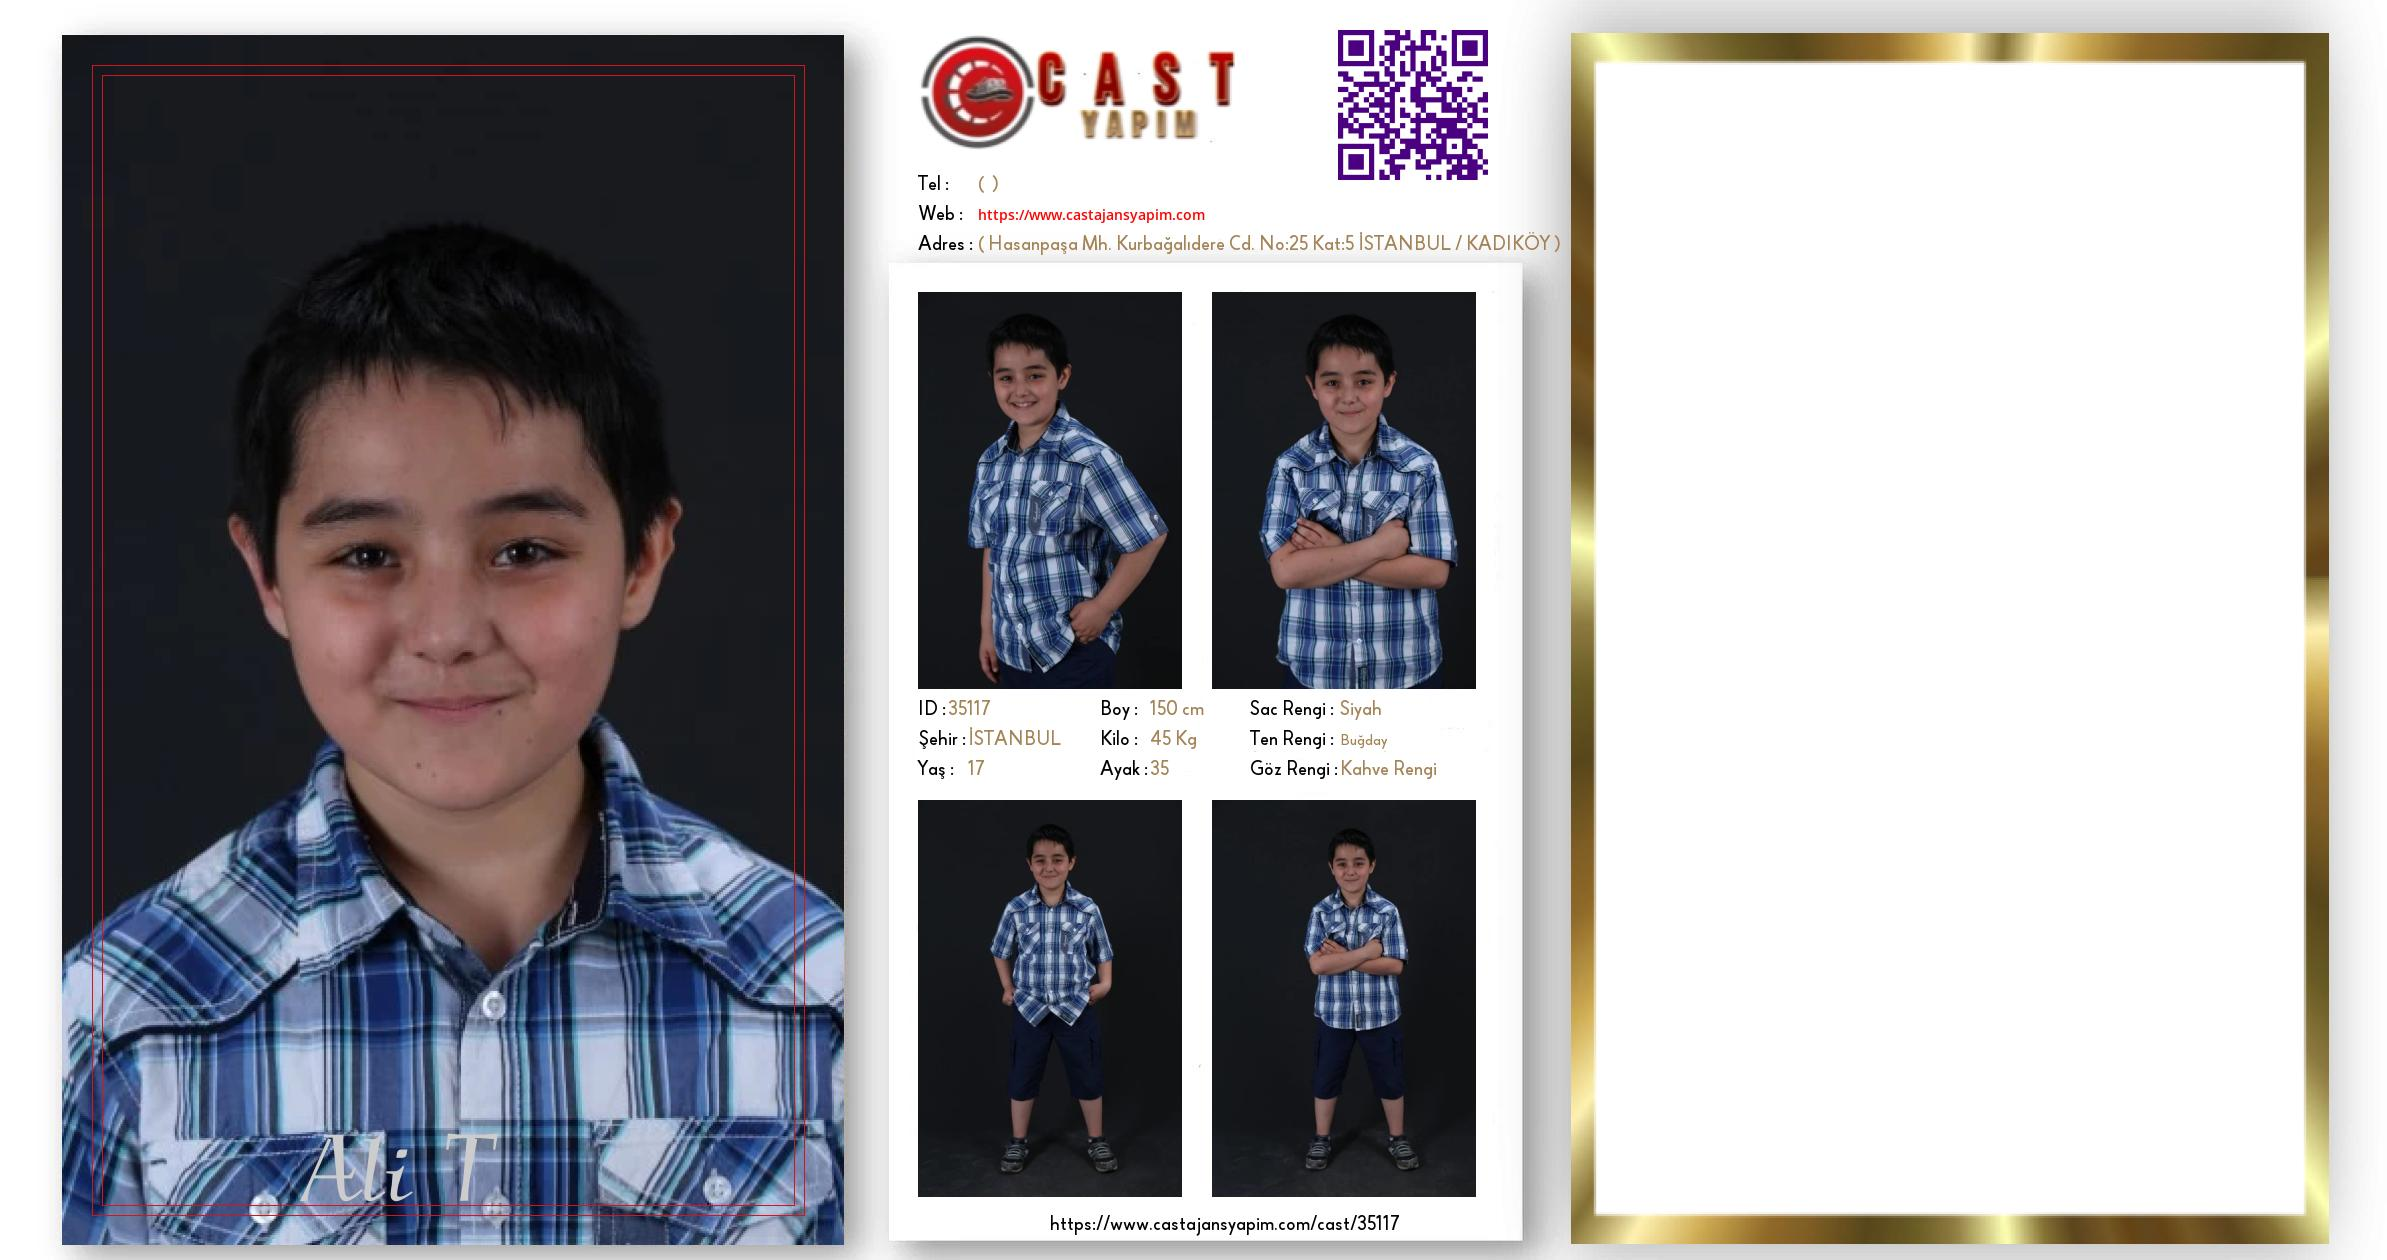 Ali T
CAST
YAPIM
Tel : ( )
Web : https://www.castajansyapim.com
Adres : ( Hasanpaşa Mh. Kurbağalıdere Cd. No:25 Kat:5 İSTANBUL / KADIKÖY )
ID : 35117 Boy : 150 cm Sac Rengi : Siyah
Şehir : İSTANBUL Kilo : 45 Kg Ten Rengi : Buğday
Yaş : 17 Ayak : 35 Göz Rengi : Kahve Rengi
https://www.castajansyapim.com/cast/35117